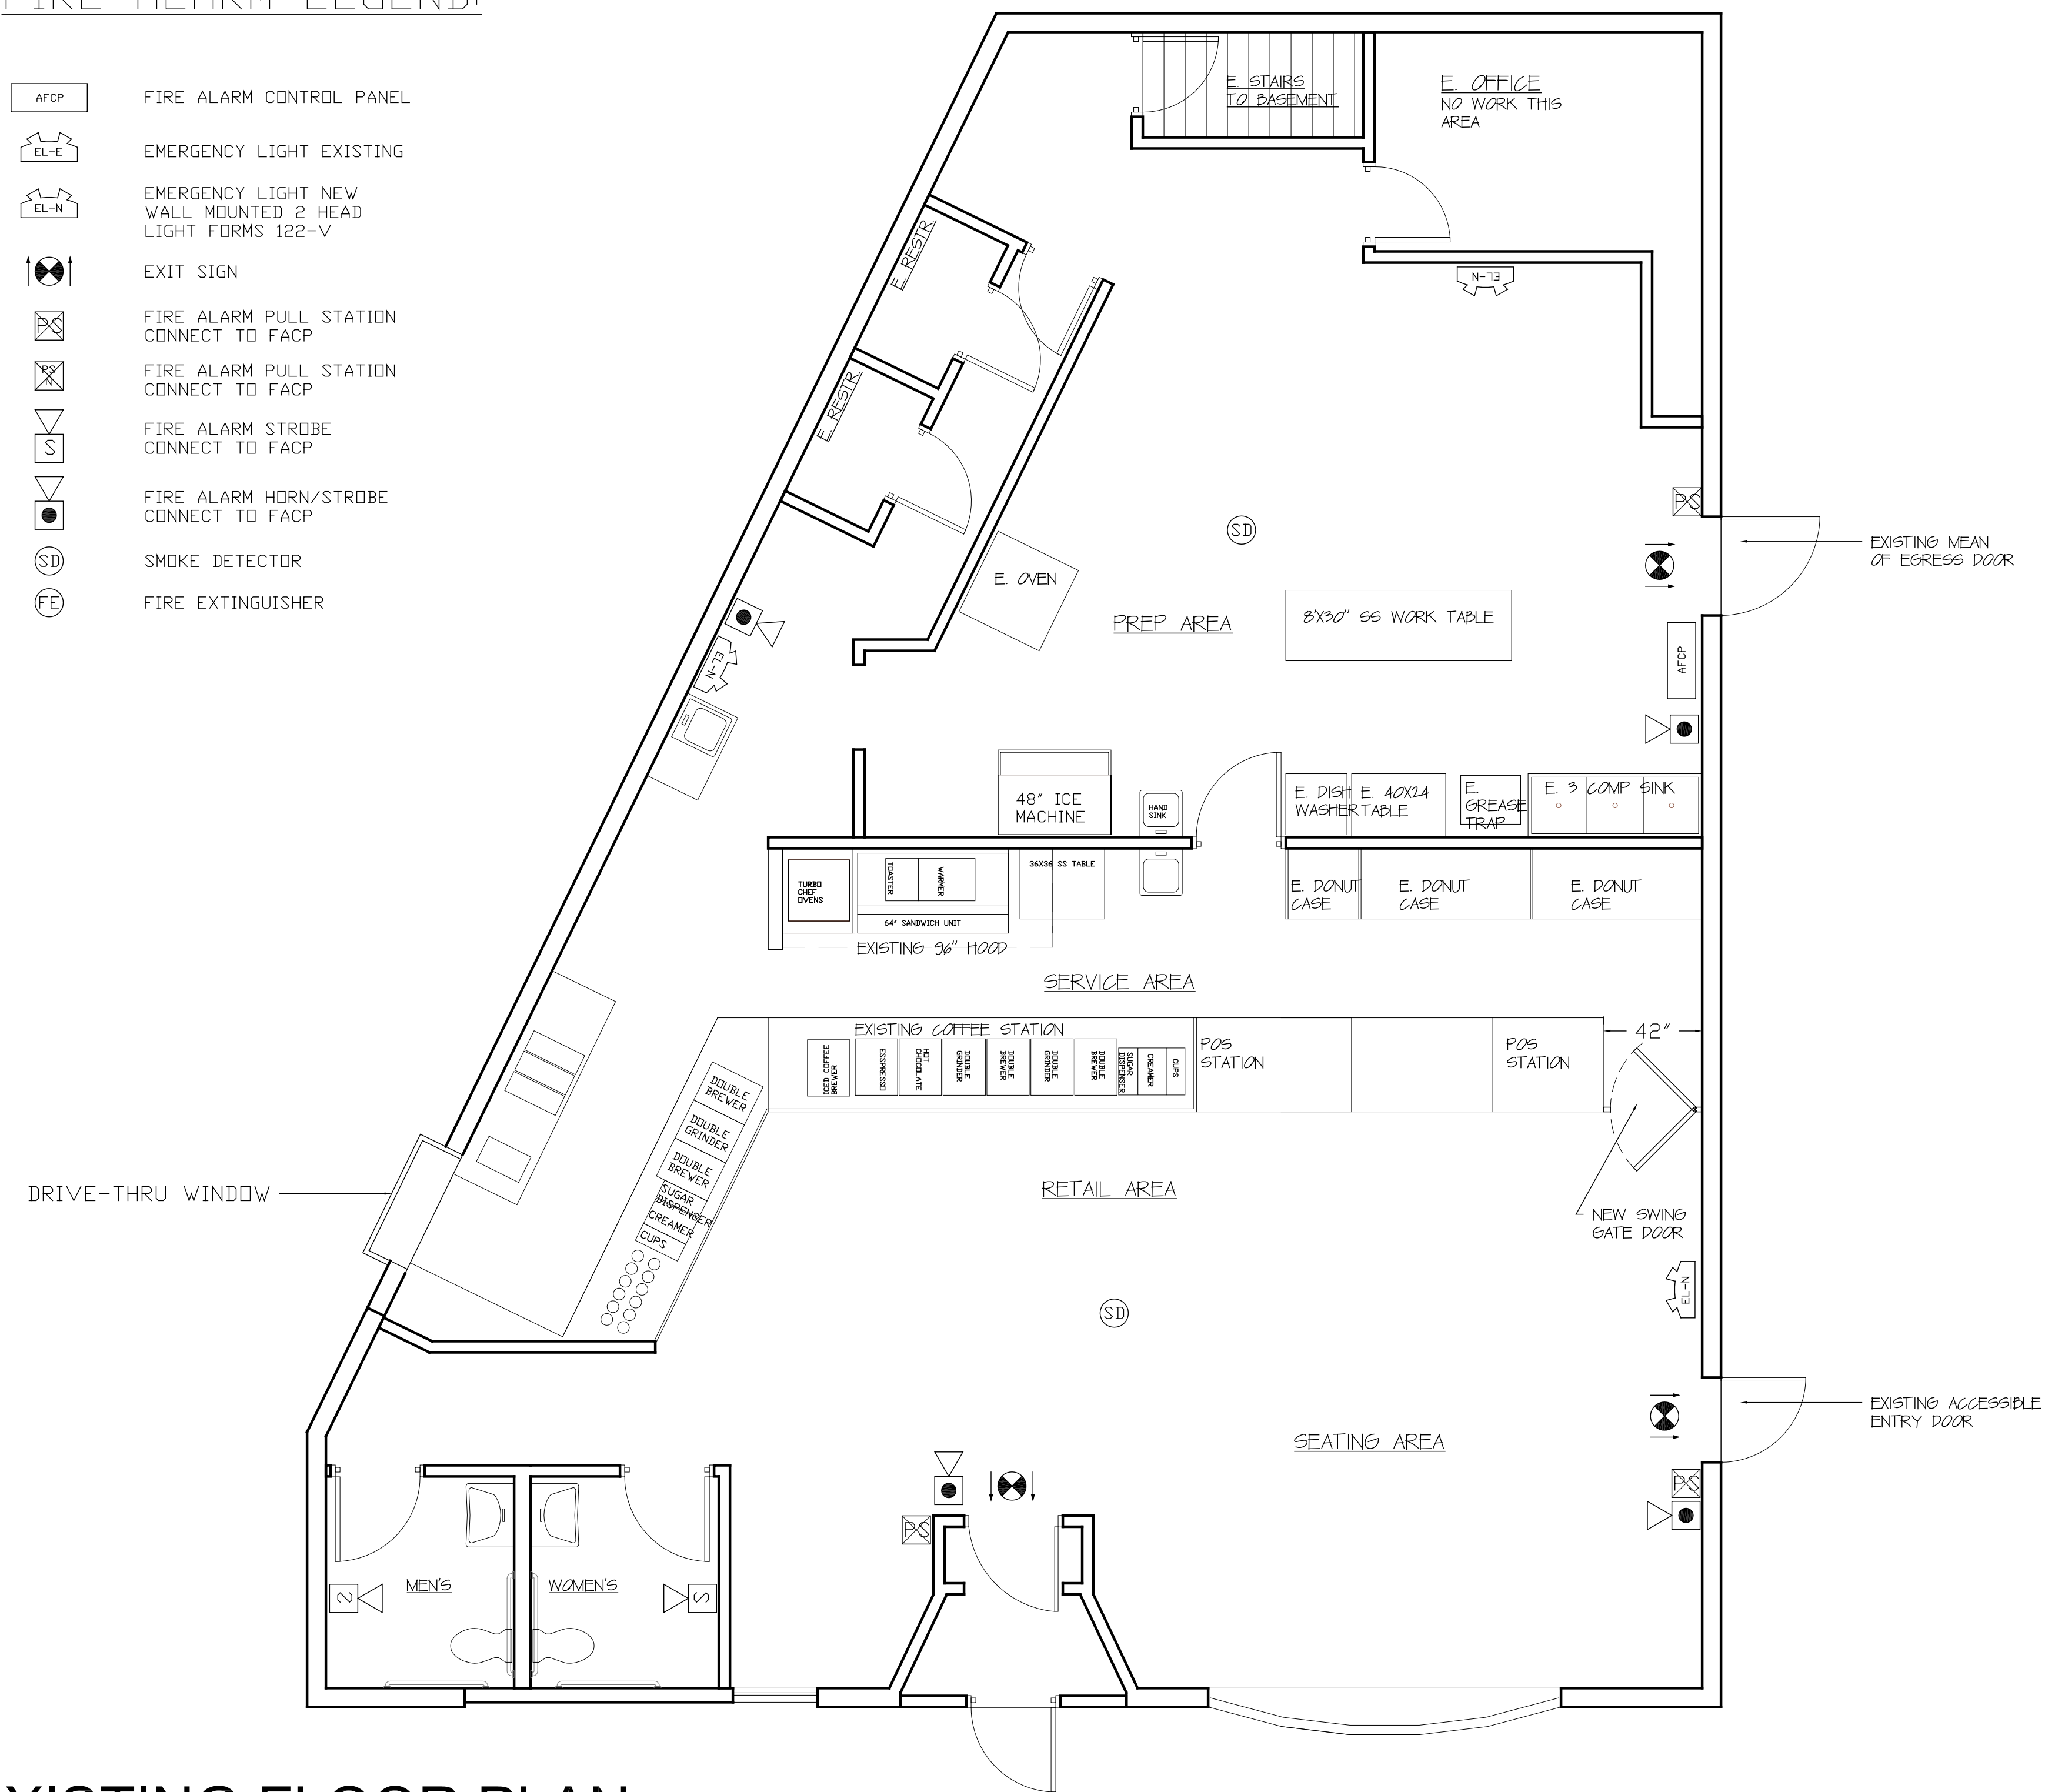 FIRE ALARM LEGEND:
AFCP
FIRE ALARM CONTROL PANEL
EL-E
EMERGENCY LIGHT EXISTING
EL-N
EMERGENCY LIGHT NEW
WALL MOUNTED 2 HEAD
LIGHT FORMS 122-V
EXIT SIGN
PS
FIRE ALARM PULL STATION
CONNECT TO FACP
PS
N
FIRE ALARM PULL STATION
CONNECT TO FACP
S
FIRE ALARM STROBE
CONNECT TO FACP
FIRE ALARM HORN/STROBE
CONNECT TO FACP
SD
SMOKE DETECTOR
FE
FIRE EXTINGUISHER
E. STAIRS
TO BASEMENT
E. OFFICE
NO WORK THIS
AREA
E. RESTR.
EL-N
E. RESTR.
PS
SD
EXISTING MEAN
OF EGRESS DOOR
E. OVEN
PREP AREA
8'X30" SS WORK TABLE
AFCP
EL-N
48" ICE
MACHINE
HAND
SINK
E. DISH
WASHER
E. 40X24
TABLE
E.
GREASE
TRAP
E. 3 COMP SINK
TURBO
CHEF
OVENS
TOASTER
WARMER
64" SANDWICH UNIT
36X36 SS TABLE
E. DONUT
CASE
E. DONUT
CASE
E. DONUT
CASE
EXISTING 96" HOOD
SERVICE AREA
EXISTING COFFEE STATION
ICED COFFEE
BREWER
ESSPRESSO
HOT
CHOCOLATE
DOUBLE
GRINDER
DOUBLE
BREWER
DOUBLE
GRINDER
DOUBLE
BREWER
SUGAR
DISPENSER
CREAMER
CUPS
POS
STATION
POS
STATION
42"
DOUBLE
BREWER
DOUBLE
GRINDER
DOUBLE
BREWER
SUGAR
DISPENSER
CREAMER
CUPS
DRIVE-THRU WINDOW
RETAIL AREA
NEW SWING
GATE DOOR
EL-N
SD
EXISTING ACCESSIBLE
ENTRY DOOR
SEATING AREA
PS
PS
S
MEN'S
WOMEN'S
S
EXISTING FLOOR PLAN